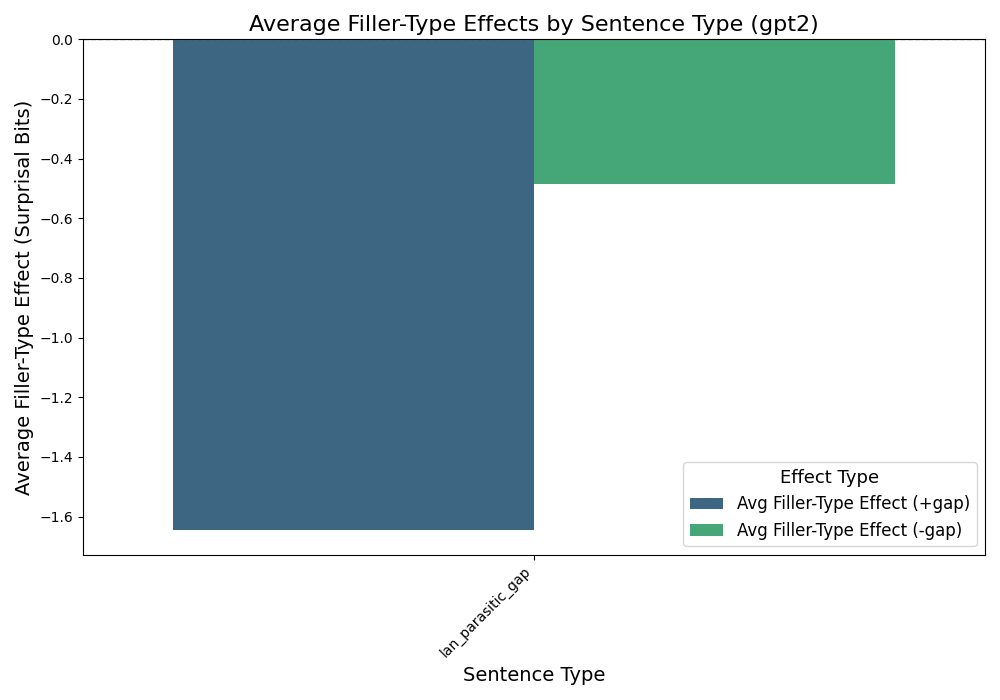 Average Filler-Type Effects by Sentence Type (gpt2)
Average Filler-Type Effect (Surprisal Bits)
0.0
−0.2
−0.4
−0.6
−0.8
−1.0
−1.2
−1.4
−1.6
Effect Type
Avg Filler-Type Effect (+gap)
Avg Filler-Type Effect (-gap)
lan_parasitic_gap
Sentence Type